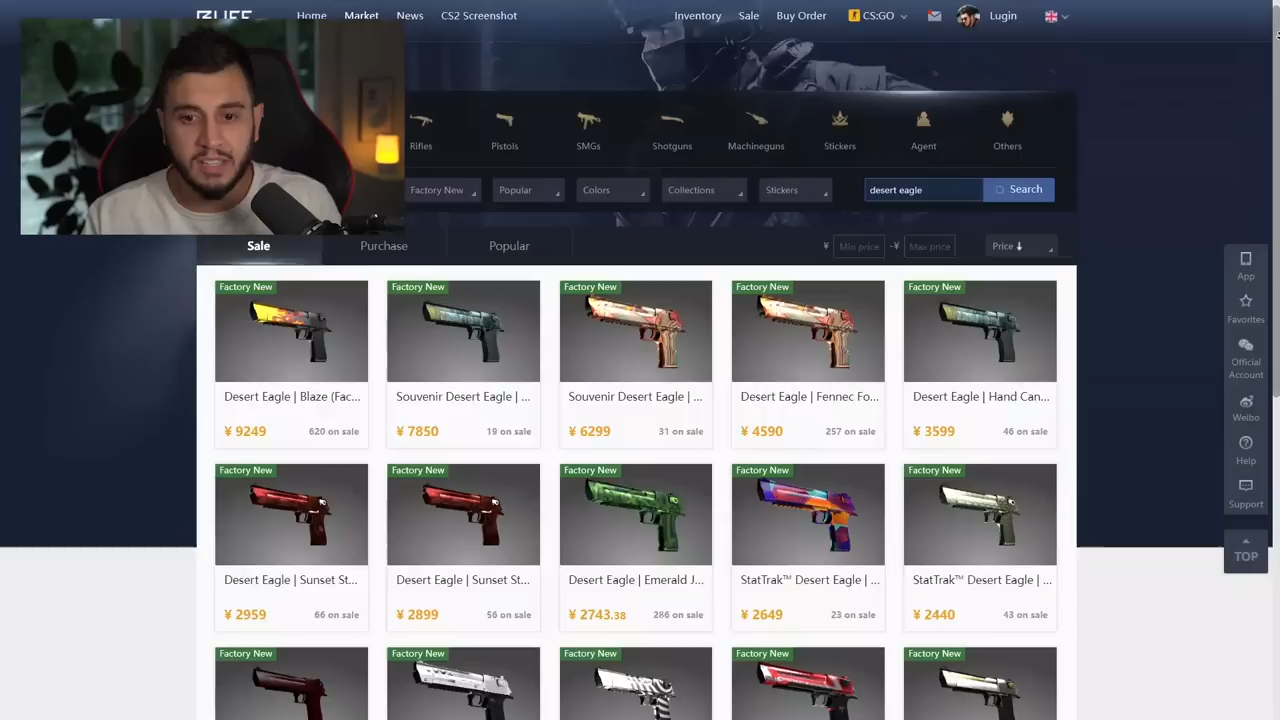 BUFF
Home Market News CS2 Screenshot Inventory Sale Buy Order CS:GO Login
Rifles Pistols SMGs Shotguns Machineguns Stickers Agent Others
Factory New Popular Colors Collections Stickers desert eagle Search
Sale Purchase Popular ¥ Min price -¥ Max price Price
Factory New Factory New Factory New Factory New Factory New
Desert Eagle | Blaze (Fac... Souvenir Desert Eagle | ... Souvenir Desert Eagle | ... Desert Eagle | Fennec Fo... Desert Eagle | Hand Can...
¥ 9249 620 on sale ¥ 7850 19 on sale ¥ 6299 31 on sale ¥ 4590 257 on sale ¥ 3599 46 on sale
Factory New Factory New Factory New Factory New Factory New
Desert Eagle | Sunset St... Desert Eagle | Sunset St... Desert Eagle | Emerald J... StatTrak™ Desert Eagle | ... StatTrak™ Desert Eagle | ...
¥ 2959 66 on sale ¥ 2899 56 on sale ¥ 2743.38 286 on sale ¥ 2649 23 on sale ¥ 2440 43 on sale
Factory New Factory New Factory New Factory New Factory New
App
Favorites
Official
Account
Weibo
Help
Support
TOP